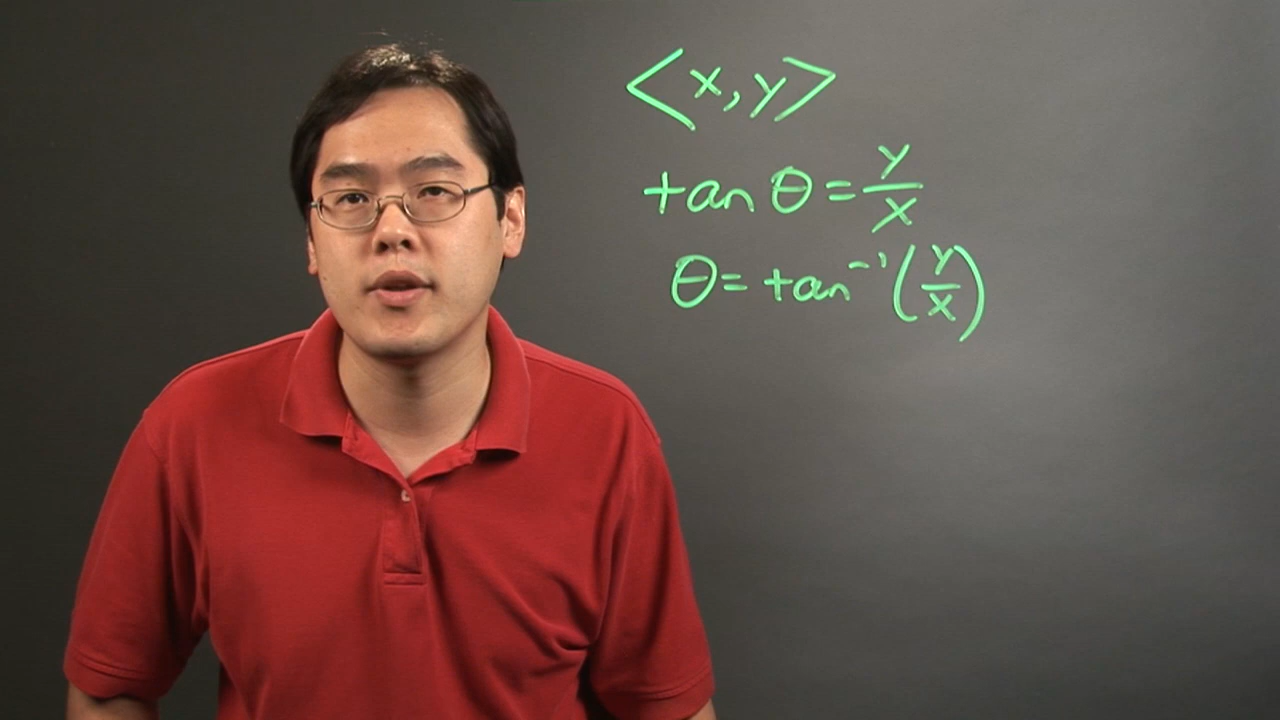 <x,y>
tan θ = y/x
θ = tan⁻¹(y/x)